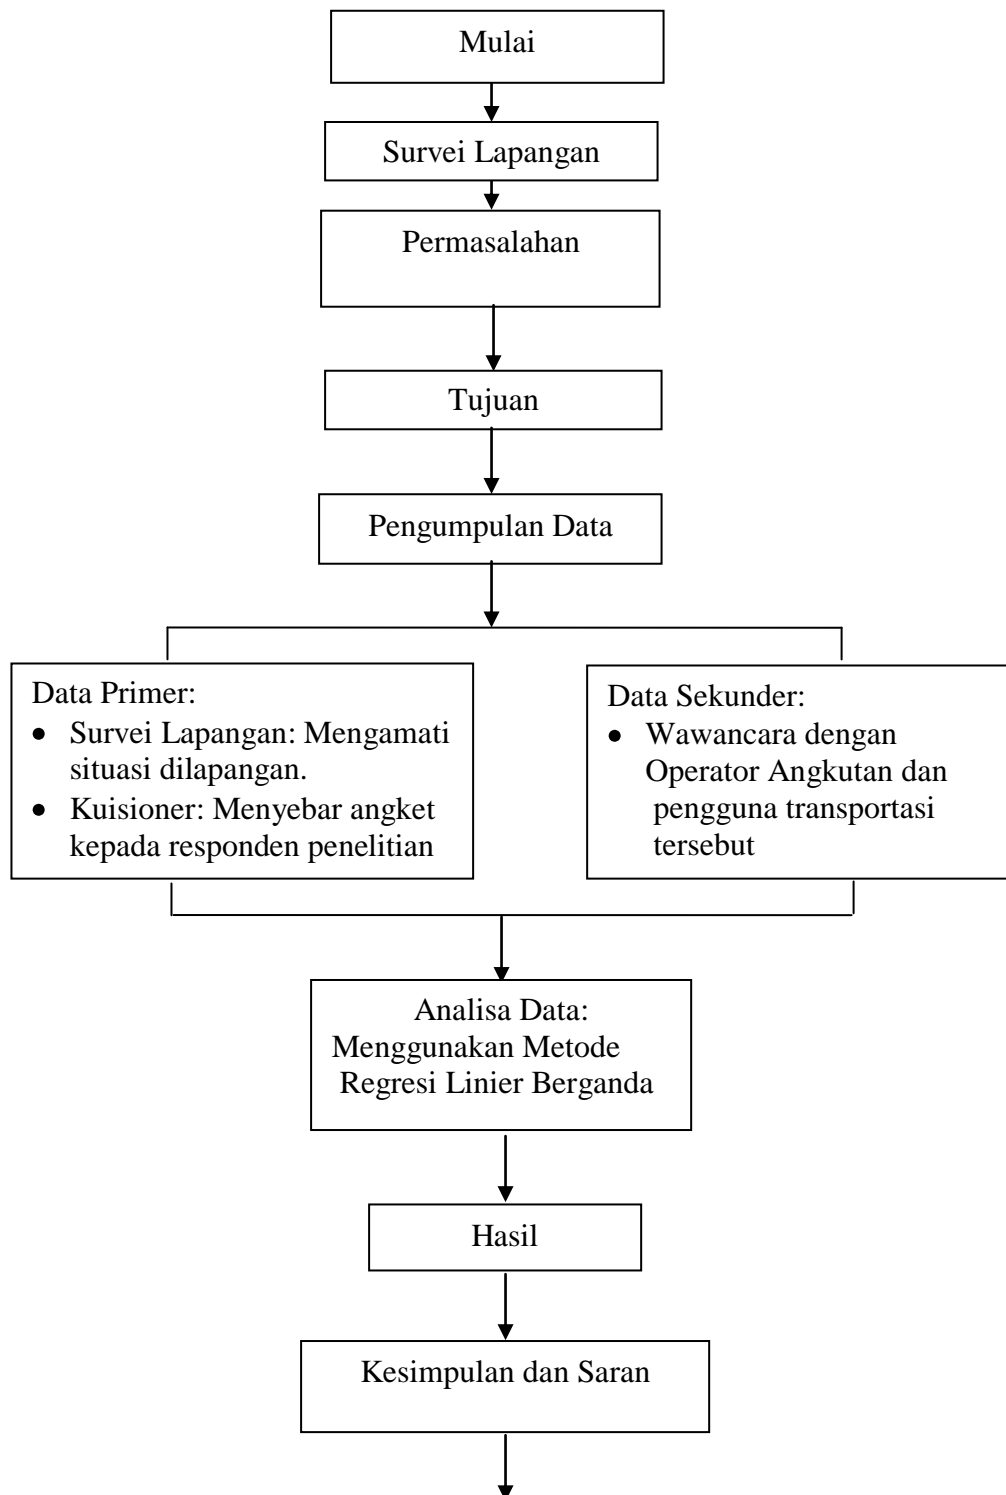 Mulai
Survei Lapangan
Permasalahan
Tujuan
Pengumpulan Data
Data Primer:
• Survei Lapangan: Mengamati
situasi dilapangan.
• Kuisioner: Menyebar angket
kepada responden penelitian
Data Sekunder:
• Wawancara dengan
Operator Angkutan dan
pengguna transportasi
tersebut
Analisa Data:
Menggunakan Metode
Regresi Linier Berganda
Hasil
Kesimpulan dan Saran